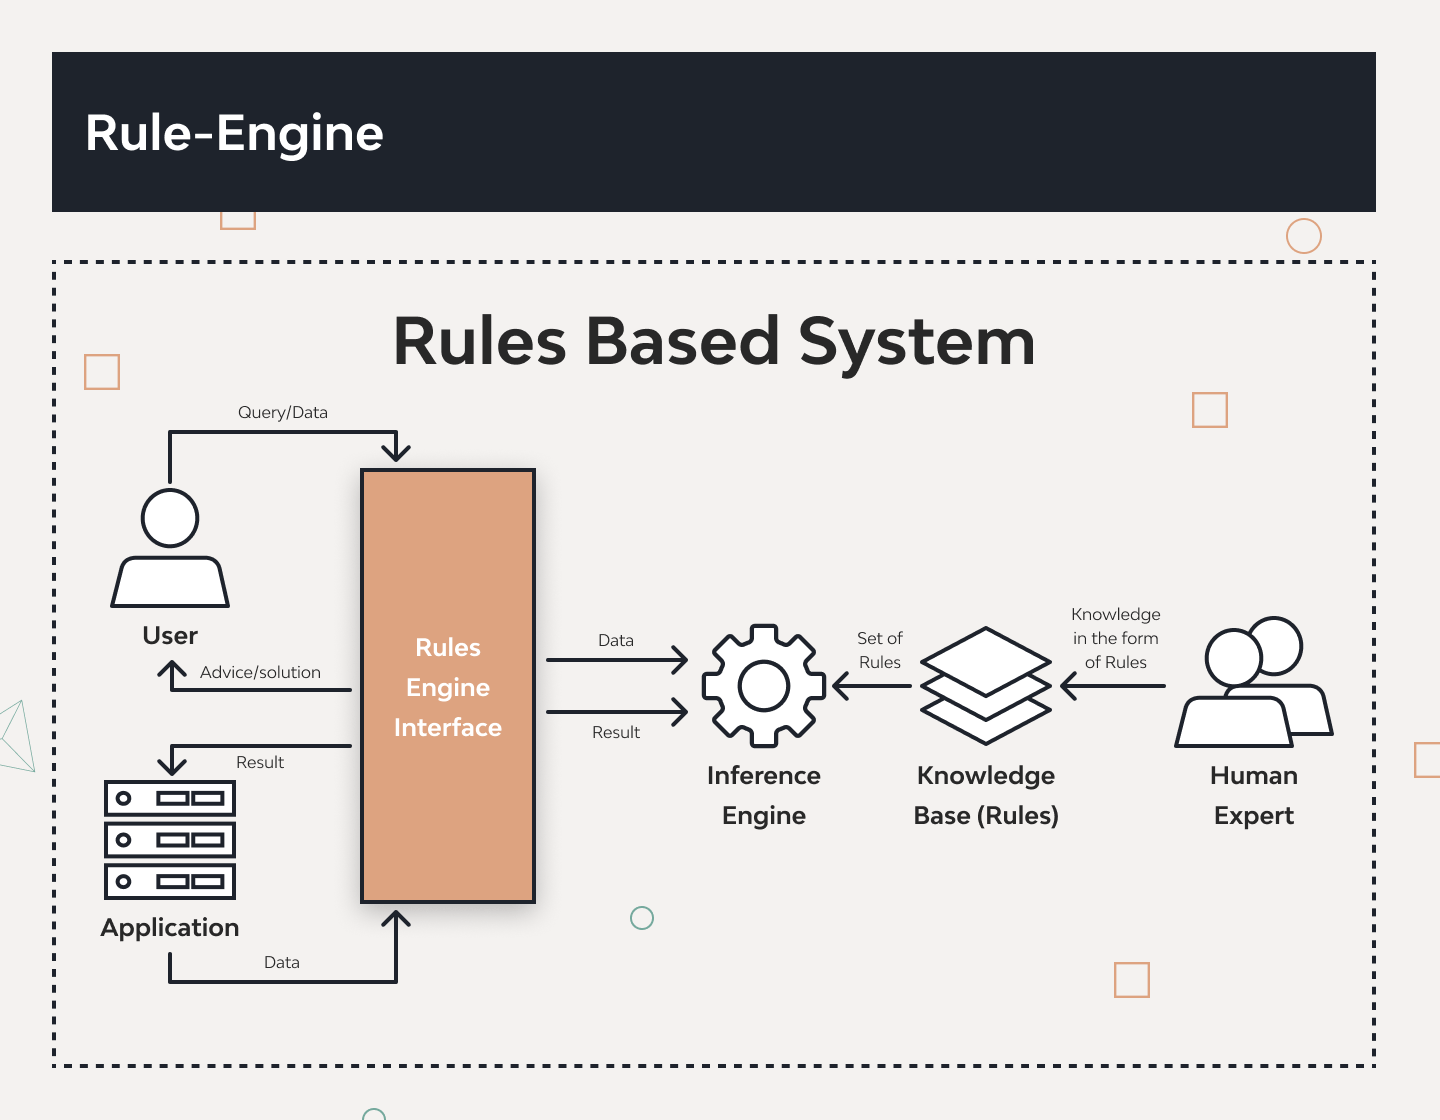 Rule-Engine
Rules Based System
Query/Data
User
Advice/solution
Result
Application
Data
Rules
Engine
Interface
Data
Result
Inference
Engine
Set of
Rules
Knowledge
Base (Rules)
Knowledge
in the form
of Rules
Human
Expert